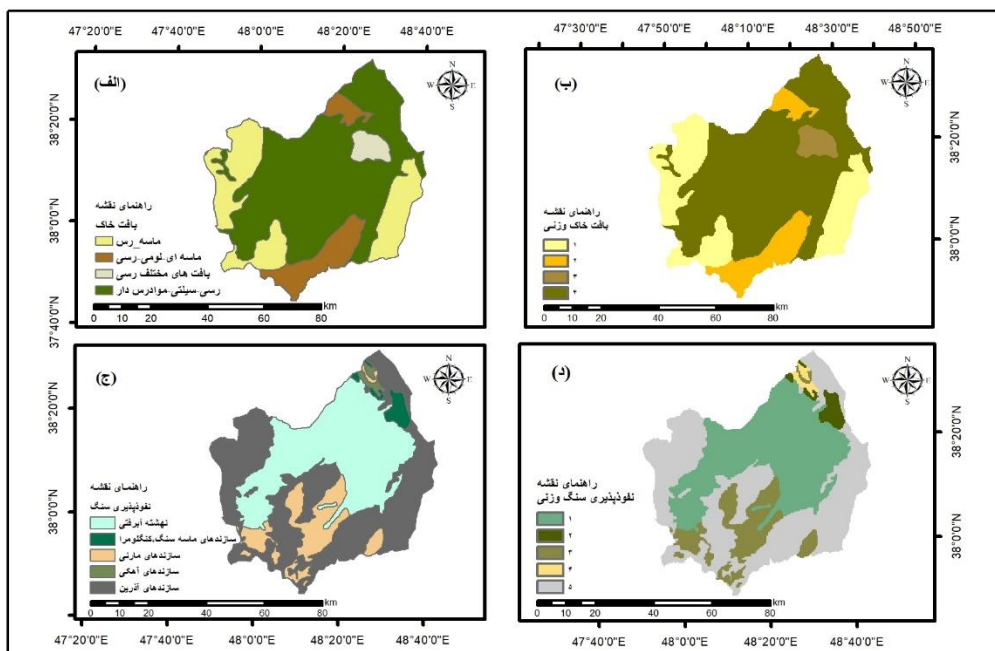 47°20'0"E 47°40'0"E 48°0'0"E 48°20'0"E 48°40'0"E
47°30'0"E 47°50'0"E 48°10'0"E 48°30'0"E 48°50'0"E
(الف)
N
W E
S
38°20'0"N
38°0'0"N
37°40'0"N
راهنمای نقشه
بافت خاک
ماسه_رس
ماسه ای-لومی-رسی
بافت های مختلف رسی
رسی-سیلتی-موادرس دار
km
0 10 20 40 60 80
(ب)
N
W E
S
38°20'0"N
38°0'0"N
راهنمای نقشه
بافت خاک وزنی
۱
۲
۳
۴
km
0 10 20 40 60 80
(ج)
N
W E
S
38°20'0"N
38°0'0"N
راهنمای نقشه
نفوذپذیری سنگ
نهشته آبرفتی
سازندهای ماسه سنگ،کنگلومرا
سازندهای مارنی
سازندهای آهکی
سازندهای آذرین
km
0 10 20 40 60 80
(د)
N
W E
S
38°20'0"N
38°0'0"N
راهنمای نقشه
نفوذپذیری سنگ وزنی
۱
۲
۳
۴
۵
km
0 10 20 40 60 80
47°20'0"E 47°40'0"E 48°0'0"E 48°20'0"E 48°40'0"E
47°40'0"E 48°0'0"E 48°20'0"E 48°40'0"E